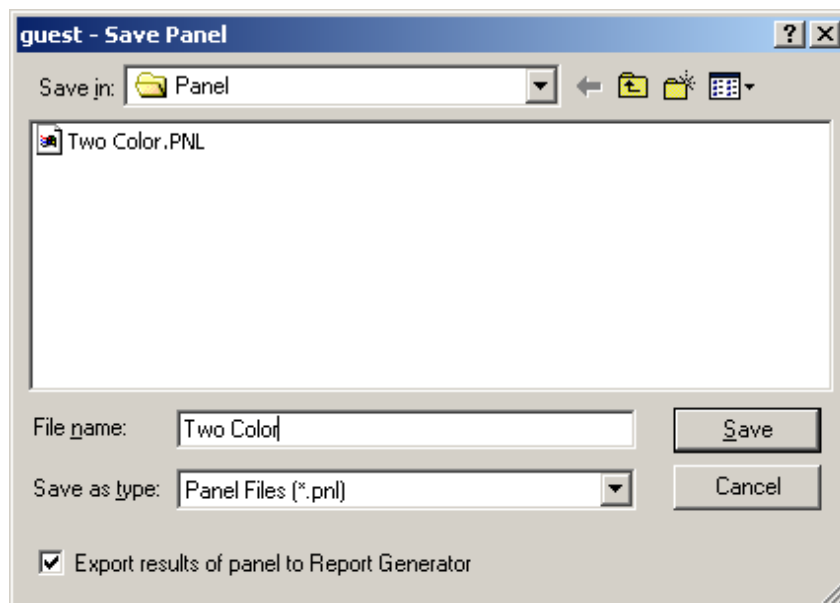 guest - Save Panel
Save in: Panel
Two Color.PNL
File name: Two Color
Save
Save as type: Panel Files (*.pnl)
Cancel
Export results of panel to Report Generator